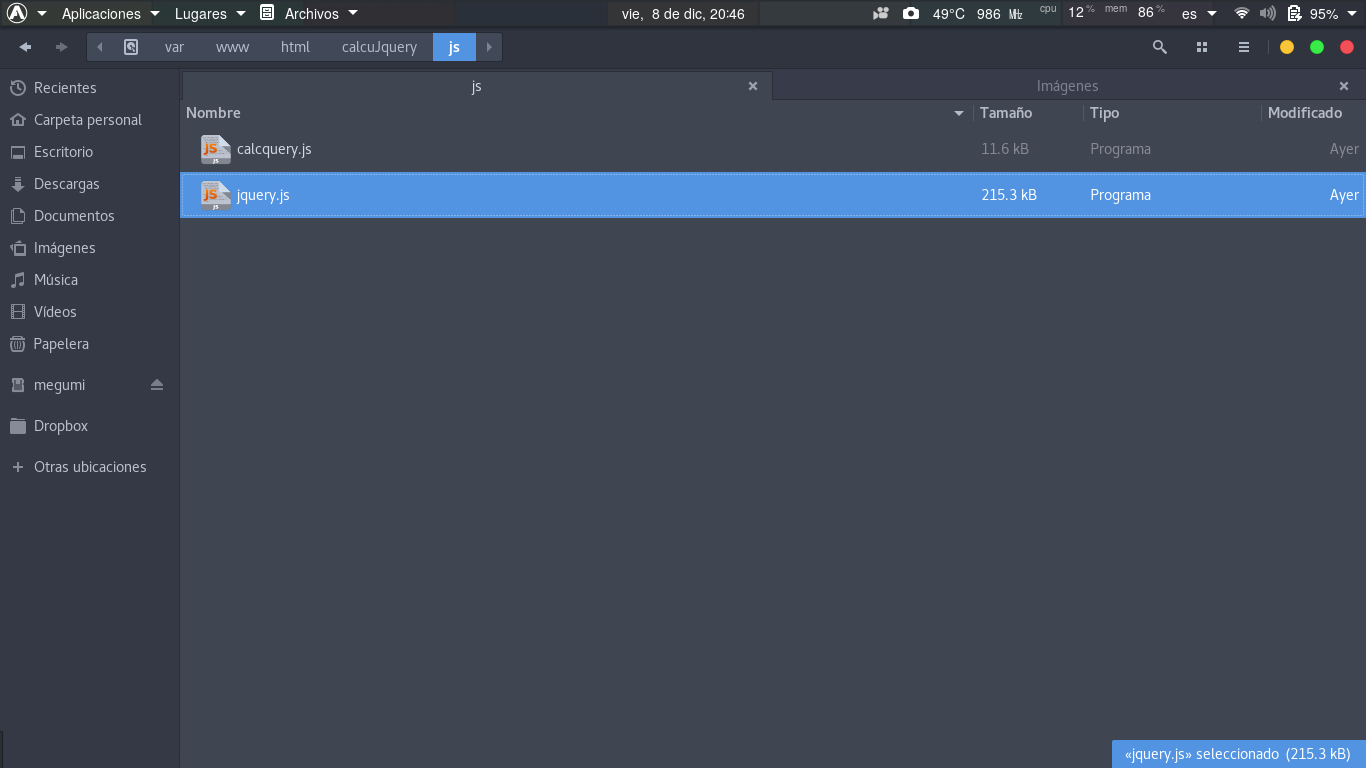 Aplicaciones Lugares Archivos vie, 8 de dic, 20:46 49°C 986 MHz cpu 12 % mem 86 % es 95%
var www html calcuJquery js
js Imágenes
Nombre Tamaño Tipo Modificado
calcquery.js 11.6 kB Programa Ayer
jquery.js 215.3 kB Programa Ayer
Recientes
Carpeta personal
Escritorio
Descargas
Documentos
Imágenes
Música
Vídeos
Papelera
megumi
Dropbox
Otras ubicaciones
«jquery.js» seleccionado (215.3 kB)